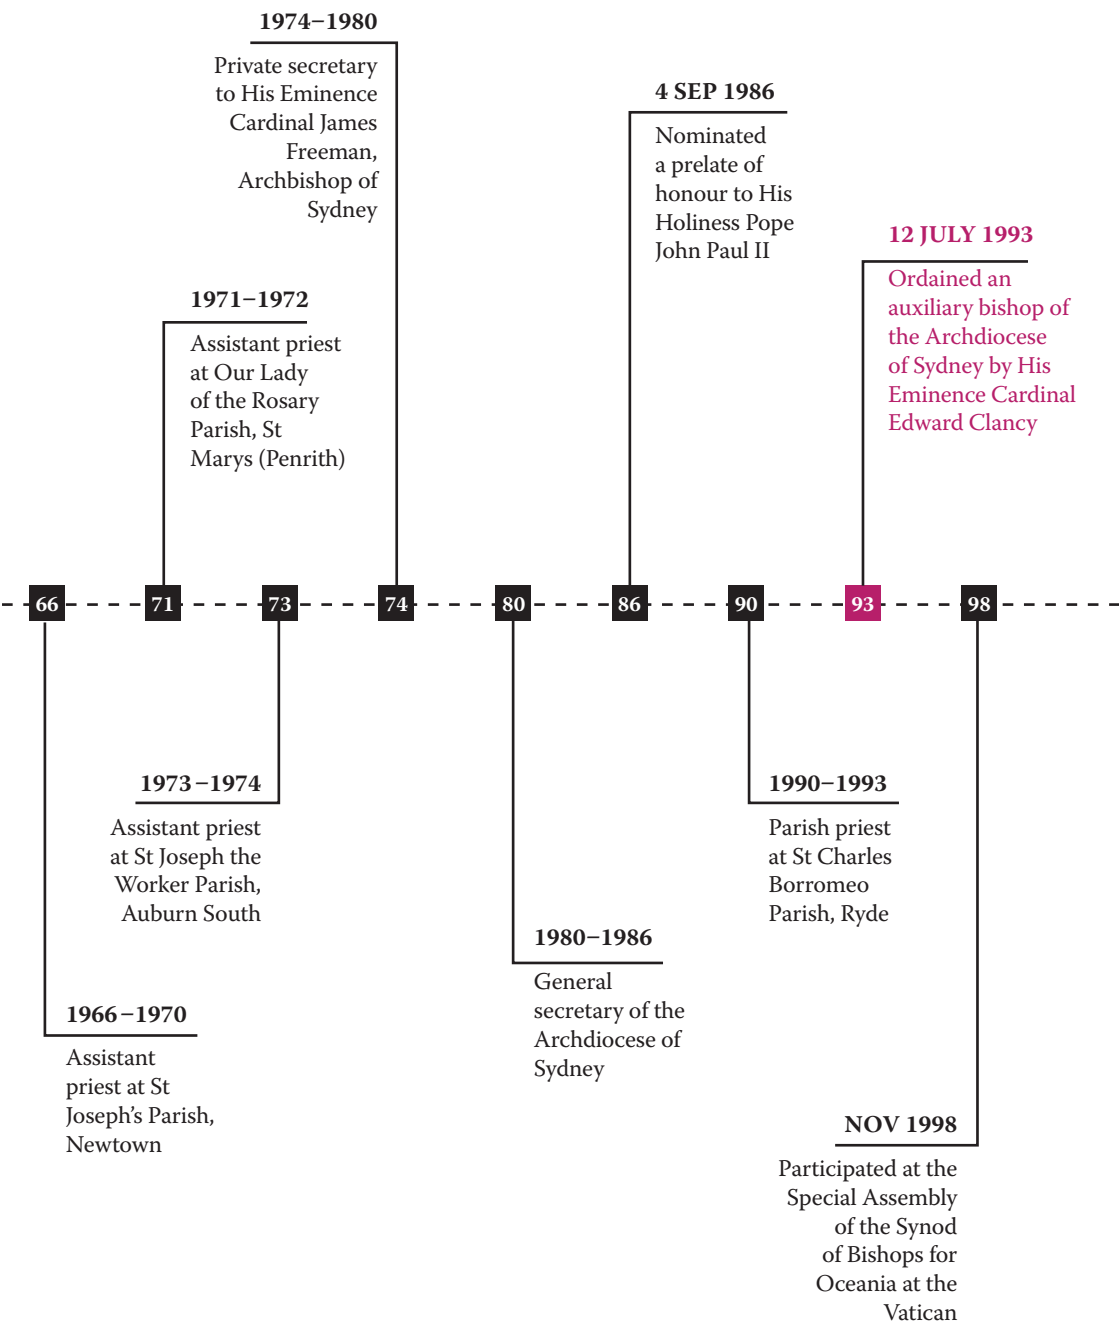 1974–1980
Private secretary
to His Eminence
Cardinal James
Freeman,
Archbishop of
Sydney
4 SEP 1986
Nominated
a prelate of
honour to His
Holiness Pope
John Paul II
12 JULY 1993
Ordained an
auxiliary bishop of
the Archdiocese
of Sydney by His
Eminence Cardinal
Edward Clancy
1971–1972
Assistant priest
at Our Lady
of the Rosary
Parish, St
Marys (Penrith)
66
71
73
74
80
86
90
93
98
1973–1974
Assistant priest
at St Joseph the
Worker Parish,
Auburn South
1990–1993
Parish priest
at St Charles
Borromeo
Parish, Ryde
1980–1986
General
secretary of the
Archdiocese of
Sydney
1966–1970
Assistant
priest at St
Joseph’s Parish,
Newtown
NOV 1998
Participated at the
Special Assembly
of the Synod
of Bishops for
Oceania at the
Vatican